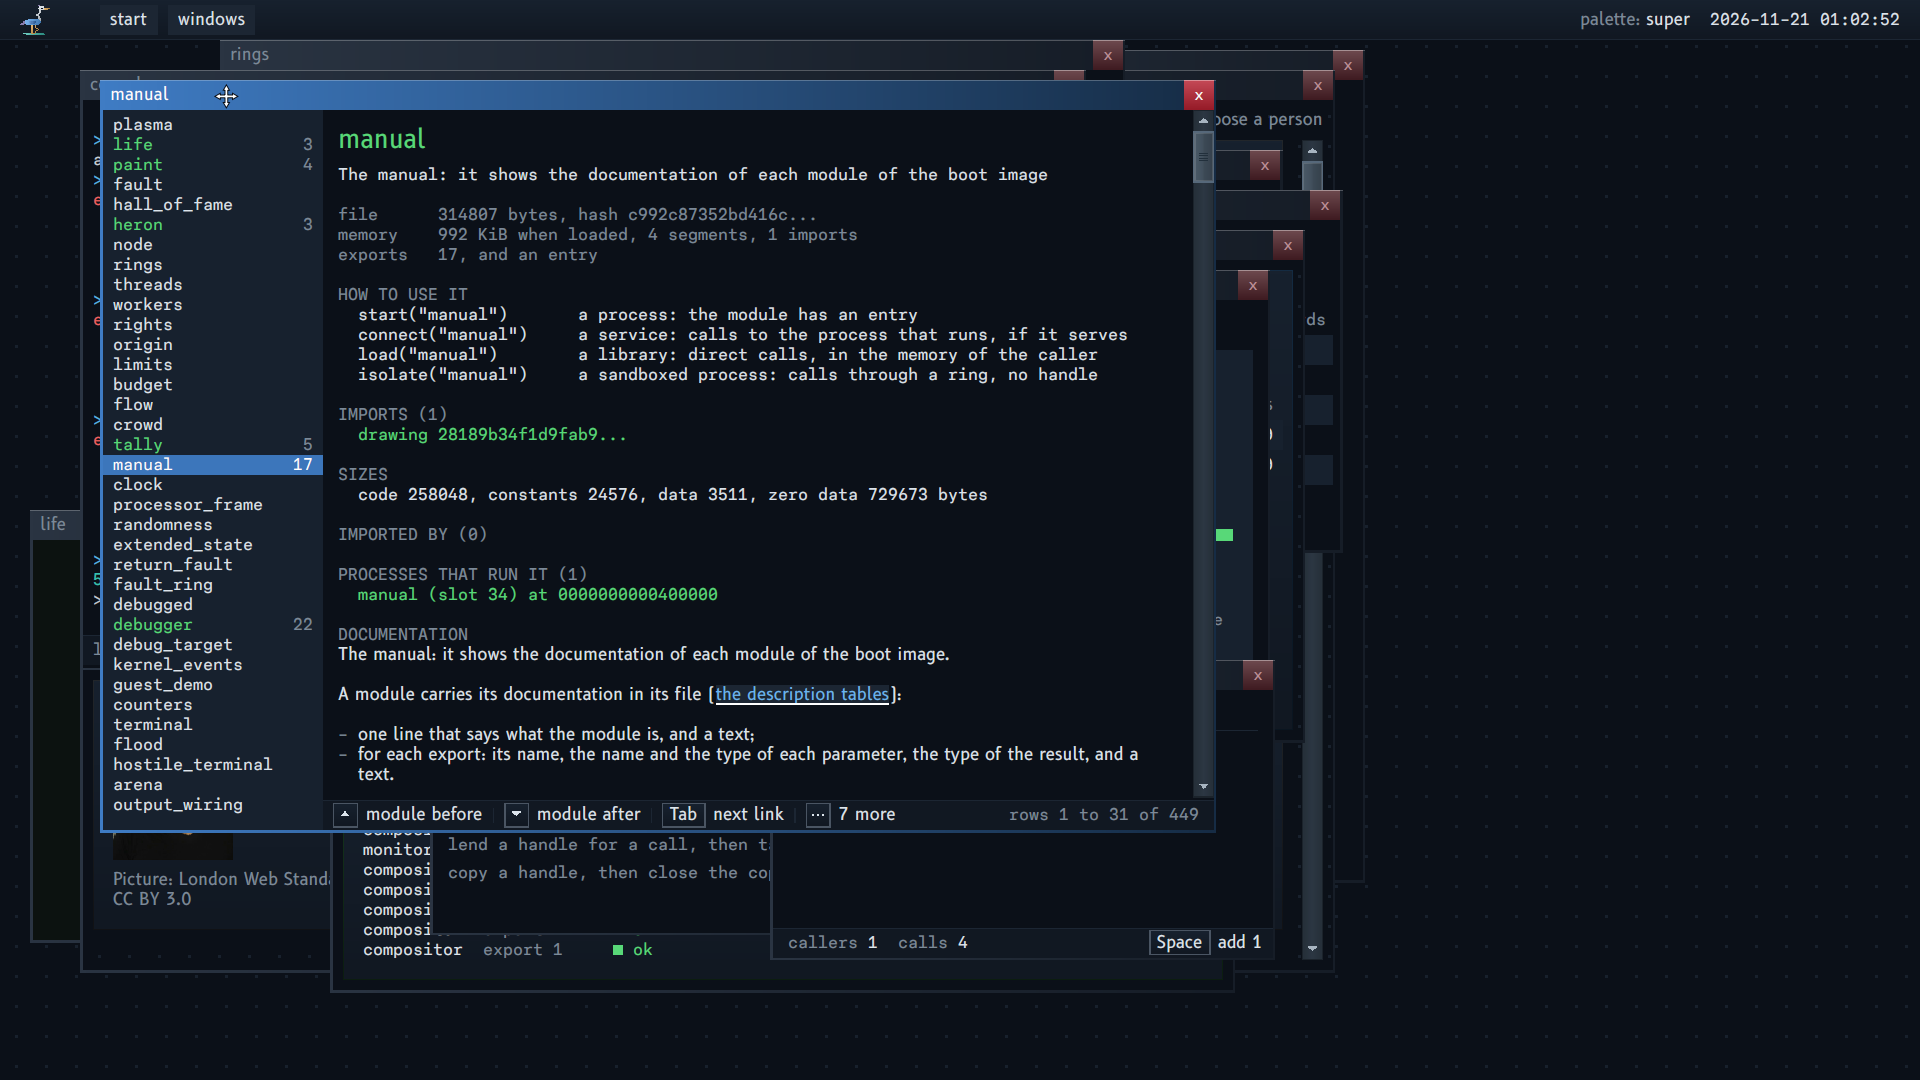 start windows palette: super 2026-11-21 01:02:52
rings x
x
x
manual x
plasma
life 3
paint 4
fault
hall_of_fame
heron 3
node
rings
threads
workers
rights
origin
limits
budget
flow
crowd
tally 5
manual 17
clock
processor_frame
randomness
extended_state
return_fault
fault_ring
debugged
debugger 22
debug_target
kernel_events
guest_demo
counters
terminal
flood
hostile_terminal
arena
output_wiring
manual
The manual: it shows the documentation of each module of the boot image
file 314807 bytes, hash c992c87352bd416c...
memory 992 KiB when loaded, 4 segments, 1 imports
exports 17, and an entry
HOW TO USE IT
start("manual") a process: the module has an entry
connect("manual") a service: calls to the process that runs, if it serves
load("manual") a library: direct calls, in the memory of the caller
isolate("manual") a sandboxed process: calls through a ring, no handle
IMPORTS (1)
drawing 28189b34f1d9fab9...
SIZES
code 258048, constants 24576, data 3511, zero data 729673 bytes
IMPORTED BY (0)
PROCESSES THAT RUN IT (1)
manual (slot 34) at 0000000000400000
DOCUMENTATION
The manual: it shows the documentation of each module of the boot image.
A module carries its documentation in its file [the description tables]:
– one line that says what the module is, and a text;
– for each export: its name, the name and the type of each parameter, the type of the result, and a
text.
module before module after Tab next link ... 7 more rows 1 to 31 of 449
ose a person
x
x
x
x
ds
x
life
Picture: London Web Standa
CC BY 3.0
monitor
composi
composi
composi
composi
compositor export 1 ok
lend a handle for a call, then t
copy a handle, then close the co
callers 1 calls 4 Space add 1